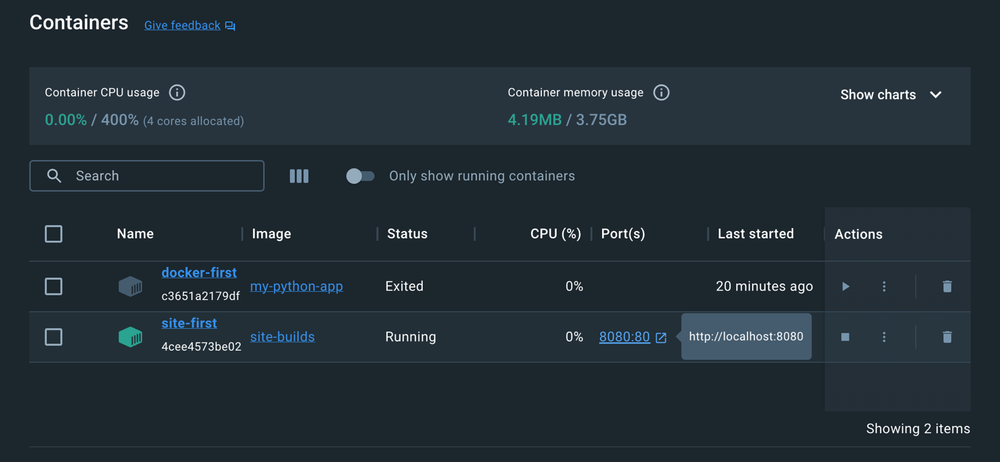 Containers Give feedback
Container CPU usage
0.00% / 400% (4 cores allocated)
Container memory usage
4.19MB / 3.75GB
Show charts
Search
Only show running containers
Name Image Status CPU (%) Port(s) Last started Actions
docker-first
c3651a2179df
my-python-app Exited 0% 20 minutes ago
site-first
4cee4573be02
site-builds Running 0% 8080:80 http://localhost:8080
Showing 2 items